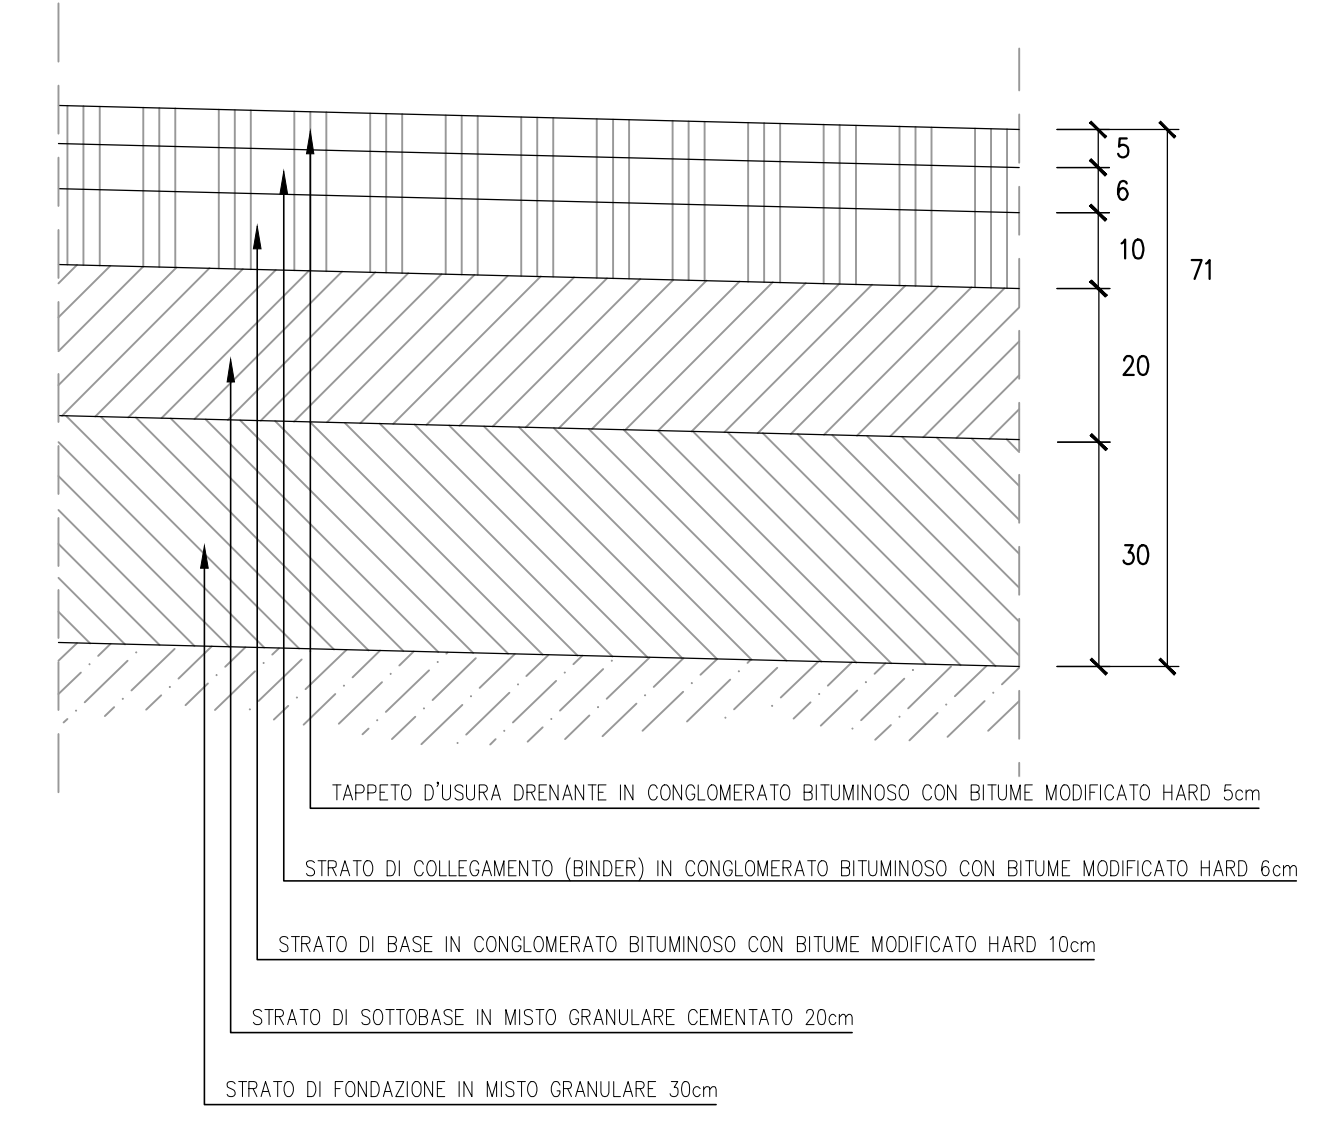 5
6
10
71
20
30
TAPPETO D'USURA DRENANTE IN CONGLOMERATO BITUMINOSO CON BITUME MODIFICATO HARD 5cm
STRATO DI COLLEGAMENTO (BINDER) IN CONGLOMERATO BITUMINOSO CON BITUME MODIFICATO HARD 6cm
STRATO DI BASE IN CONGLOMERATO BITUMINOSO CON BITUME MODIFICATO HARD 10cm
STRATO DI SOTTOBASE IN MISTO GRANULARE CEMENTATO 20cm
STRATO DI FONDAZIONE IN MISTO GRANULARE 30cm